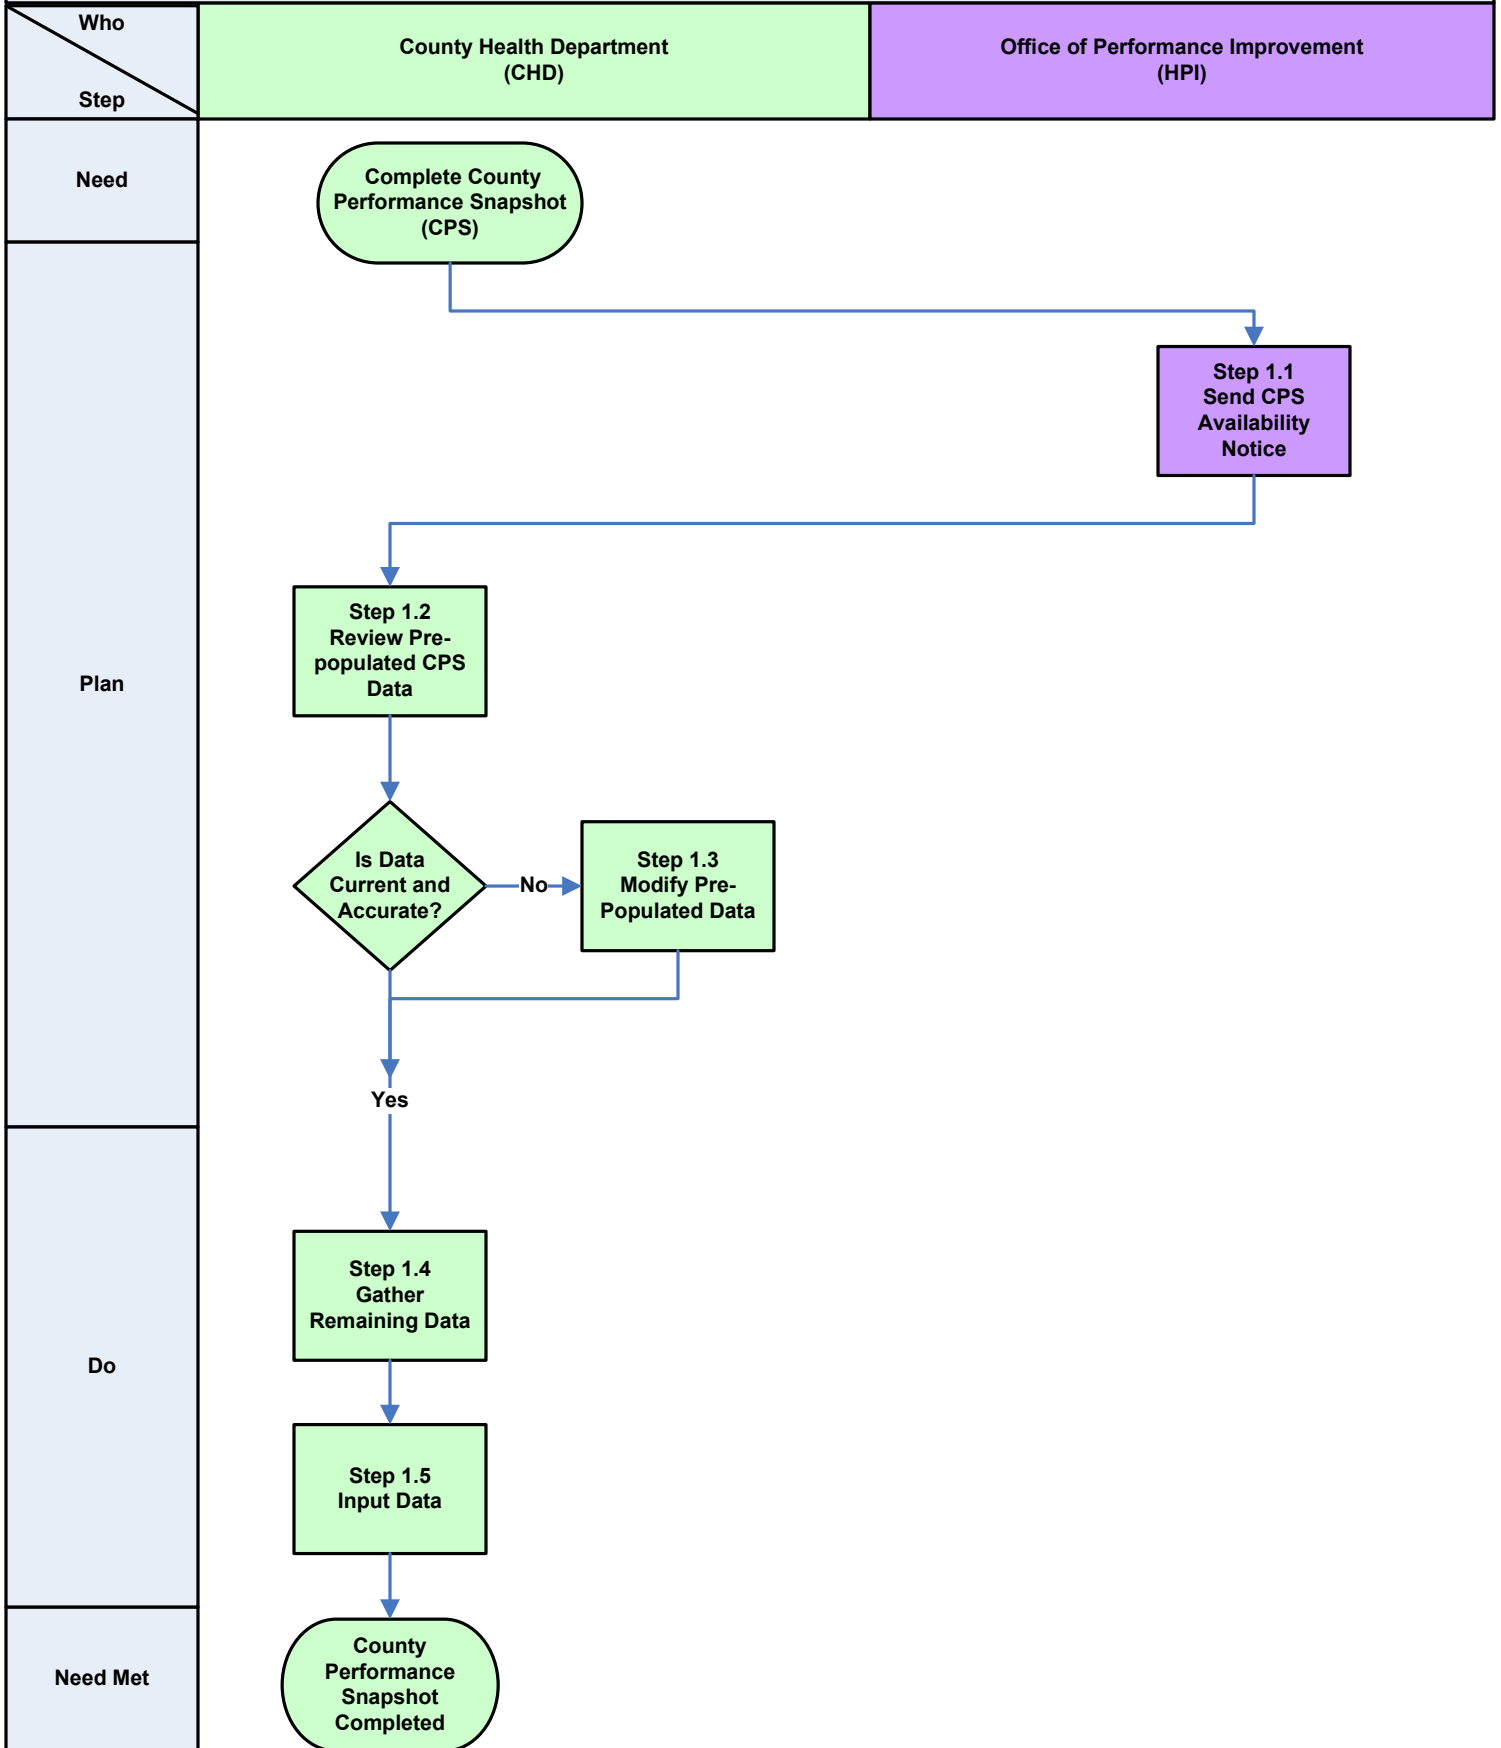 Who
Step
County Health Department
(CHD)
Office of Performance Improvement
(HPI)
Need
Complete County
Performance Snapshot
(CPS)
Plan
Step 1.1
Send CPS
Availability
Notice
Step 1.2
Review Pre-
populated CPS
Data
Is Data
Current and
Accurate?
No
Step 1.3
Modify Pre-
Populated Data
Yes
Do
Step 1.4
Gather
Remaining Data
Step 1.5
Input Data
Need Met
County
Performance
Snapshot
Completed